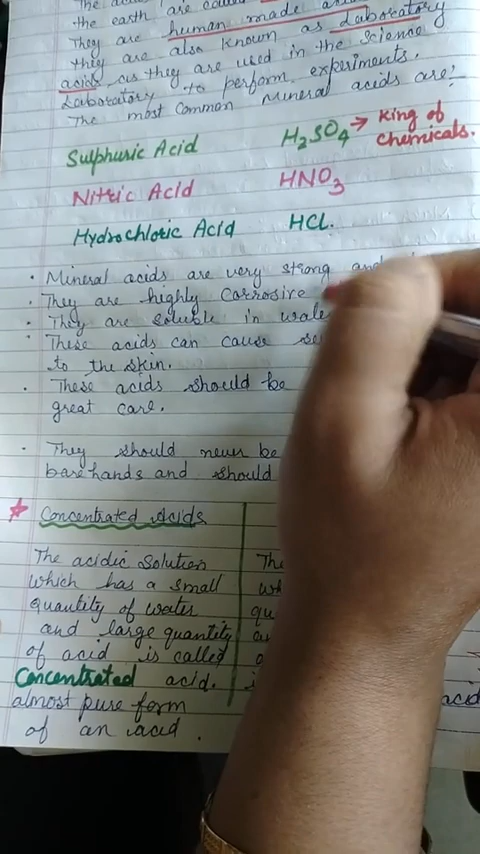 the earth are
They are human made
they are also known as Laboratory
acids as they are used in the science
Laboratory to perform experiments.
The most common mineral acids are:
Sulphuric Acid H2SO4 → King of Chemicals.
Nitric Acid HNO3
Hydrochloric Acid HCl.
• Mineral acids are very strong and
• They are highly corrosive
• They are soluble in
• These acids can cause
to the skin.
• These acids should be
great care.
• They should never be
barehands and should
Concentrated Acids
The acidic solution
which has a small
quantity of water
and large quantity
of acid is called
Concentrated acid.
almost pure form
of an acid.